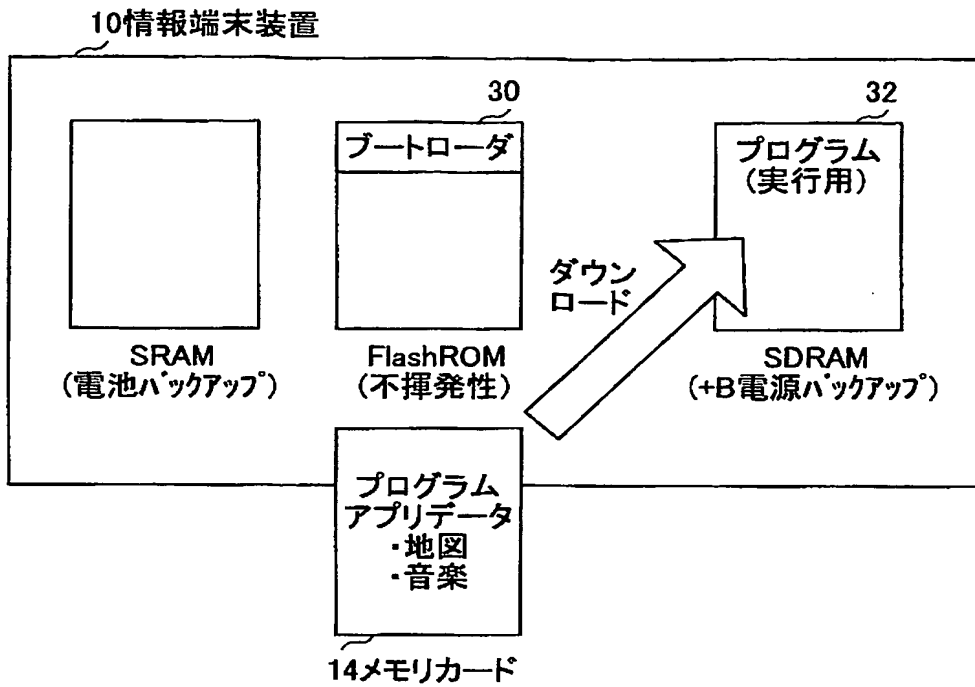 10情報端末装置
30
32
ブートローダ
プログラム
(実行用)
ダウン
ロード
SRAM
(電池バックアップ)
FlashROM
(不揮発性)
SDRAM
(+B電源バックアップ)
プログラム
アプリデータ
・地図
・音楽
14メモリカード